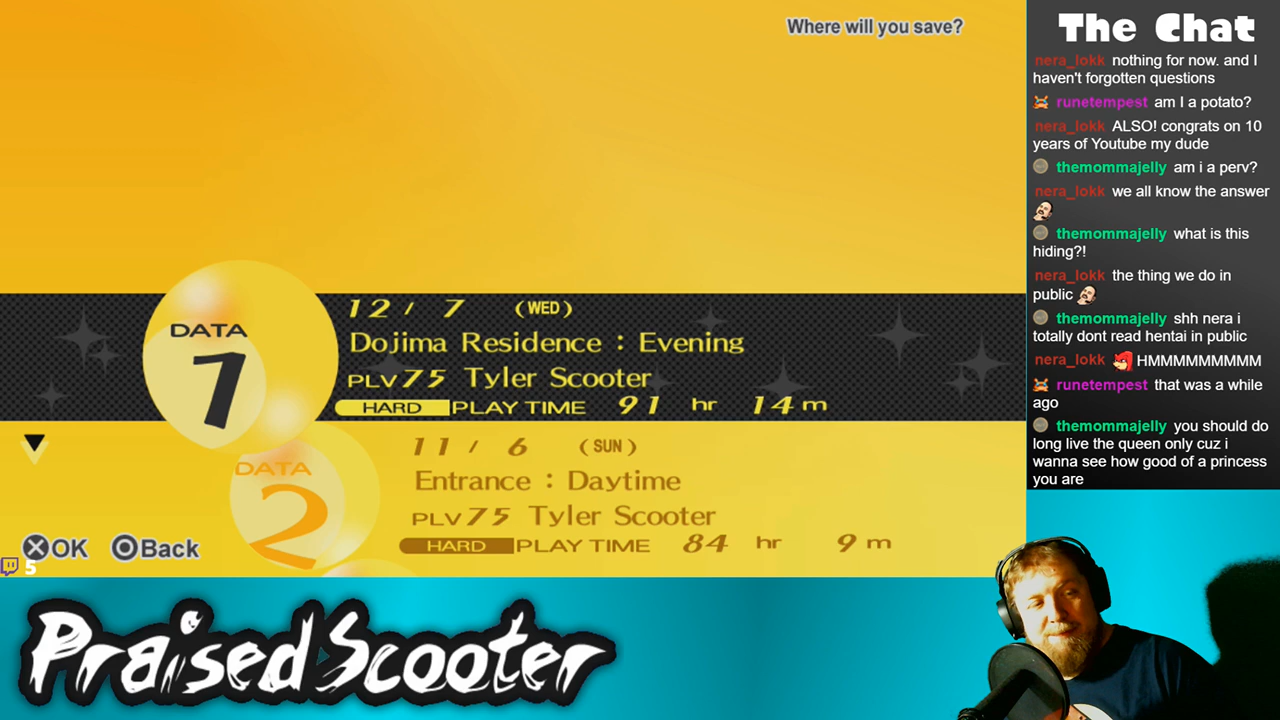 Where will you save?
DATA
1
12 / 7 (WED)
Dojima Residence : Evening
PLV 75 Tyler Scooter
HARD PLAY TIME 91 hr 14 m
DATA
2
11 / 6 (SUN)
Entrance : Daytime
PLV 75 Tyler Scooter
HARD PLAY TIME 84 hr 9 m
OK Back
5
PraisedScooter
The Chat
nera_lokk nothing for now. and I
haven't forgotten questions
runetempest am I a potato?
nera_lokk ALSO! congrats on 10
years of Youtube my dude
themommajelly am i a perv?
nera_lokk we all know the answer
themommajelly what is this
hiding?!
nera_lokk the thing we do in
public
themommajelly shh nera i
totally dont read hentai in public
nera_lokk HMMMMMMMMM
runetempest that was a while
ago
themommajelly you should do
long live the queen only cuz i
wanna see how good of a princess
you are